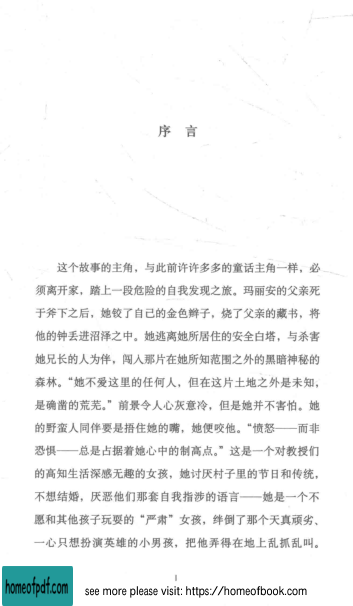 序 言
这个故事的主角，与此前许许多多的童话主角一样，必
须离开家，踏上一段危险的自我发现之旅。玛丽安的父亲死
于斧下之后，她铰了自己的金色辫子，烧了父亲的藏书，将
他的钟丢进沼泽之中。她逃离她所居住的安全白塔，与杀害
她兄长的人为伴，闯入那片在她所知范围之外的黑暗神秘的
森林。“她不爱这里的任何人，但在这片土地之外是未知，
是确凿的荒芜。”前景令人心灰意冷，但是她并不害怕。她
的野蛮人同伴要是捂住她的嘴，她便咬他。“愤怒——而非
恐惧——总是占据着她心中的制高点。”这是一个对教授们
的高知生活深感无趣的女孩，她讨厌村子里的节日和传统，
不想结婚，厌恶他们那套自我指涉的语言——她是一个不
愿和其他孩子玩耍的“严肃”女孩，绊倒了那个天真顽劣、
一心只想扮演英雄的小男孩，把他弄得在地上乱抓乱叫。
1
homeofpdf.com
see more please visit: https://homeofbook.com